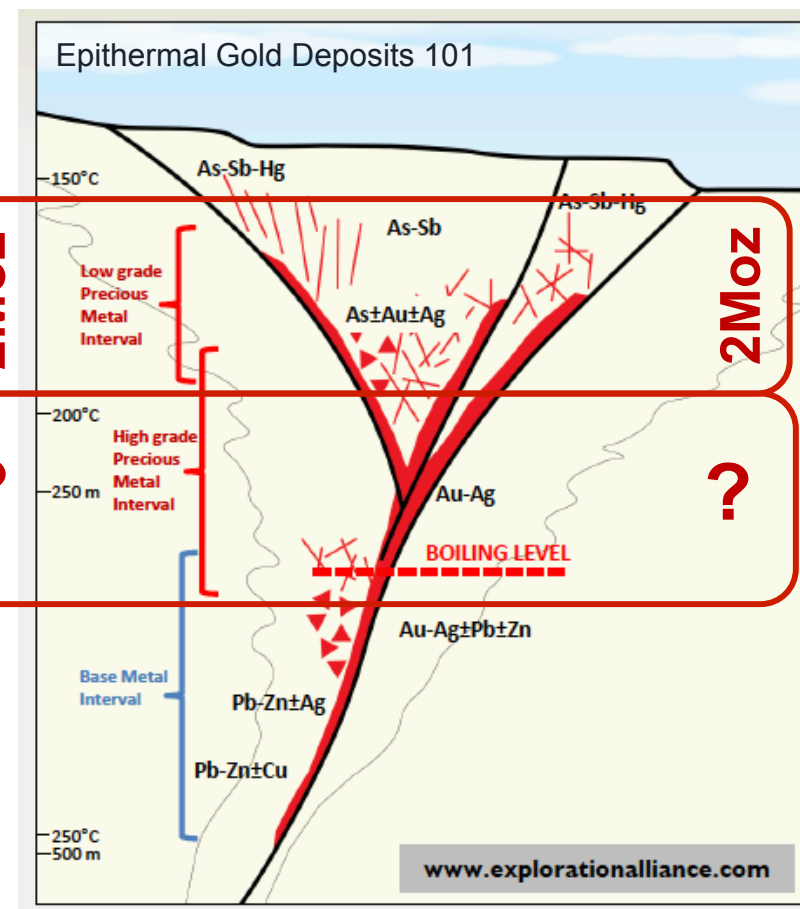 Epithermal Gold Deposits 101
As-Sb-Hg
150°C
As-Sb-Hg
As-Sb
2Moz
Low grade
Precious
Metal
Interval
As±Au±Ag
200°C
High grade
Precious
Metal
Interval
250 m
Au-Ag
?
BOILING LEVEL
Au-Ag±Pb±Zn
Base Metal
Interval
Pb-Zn±Ag
Pb-Zn±Cu
250°C
500 m
www.explorationalliance.com